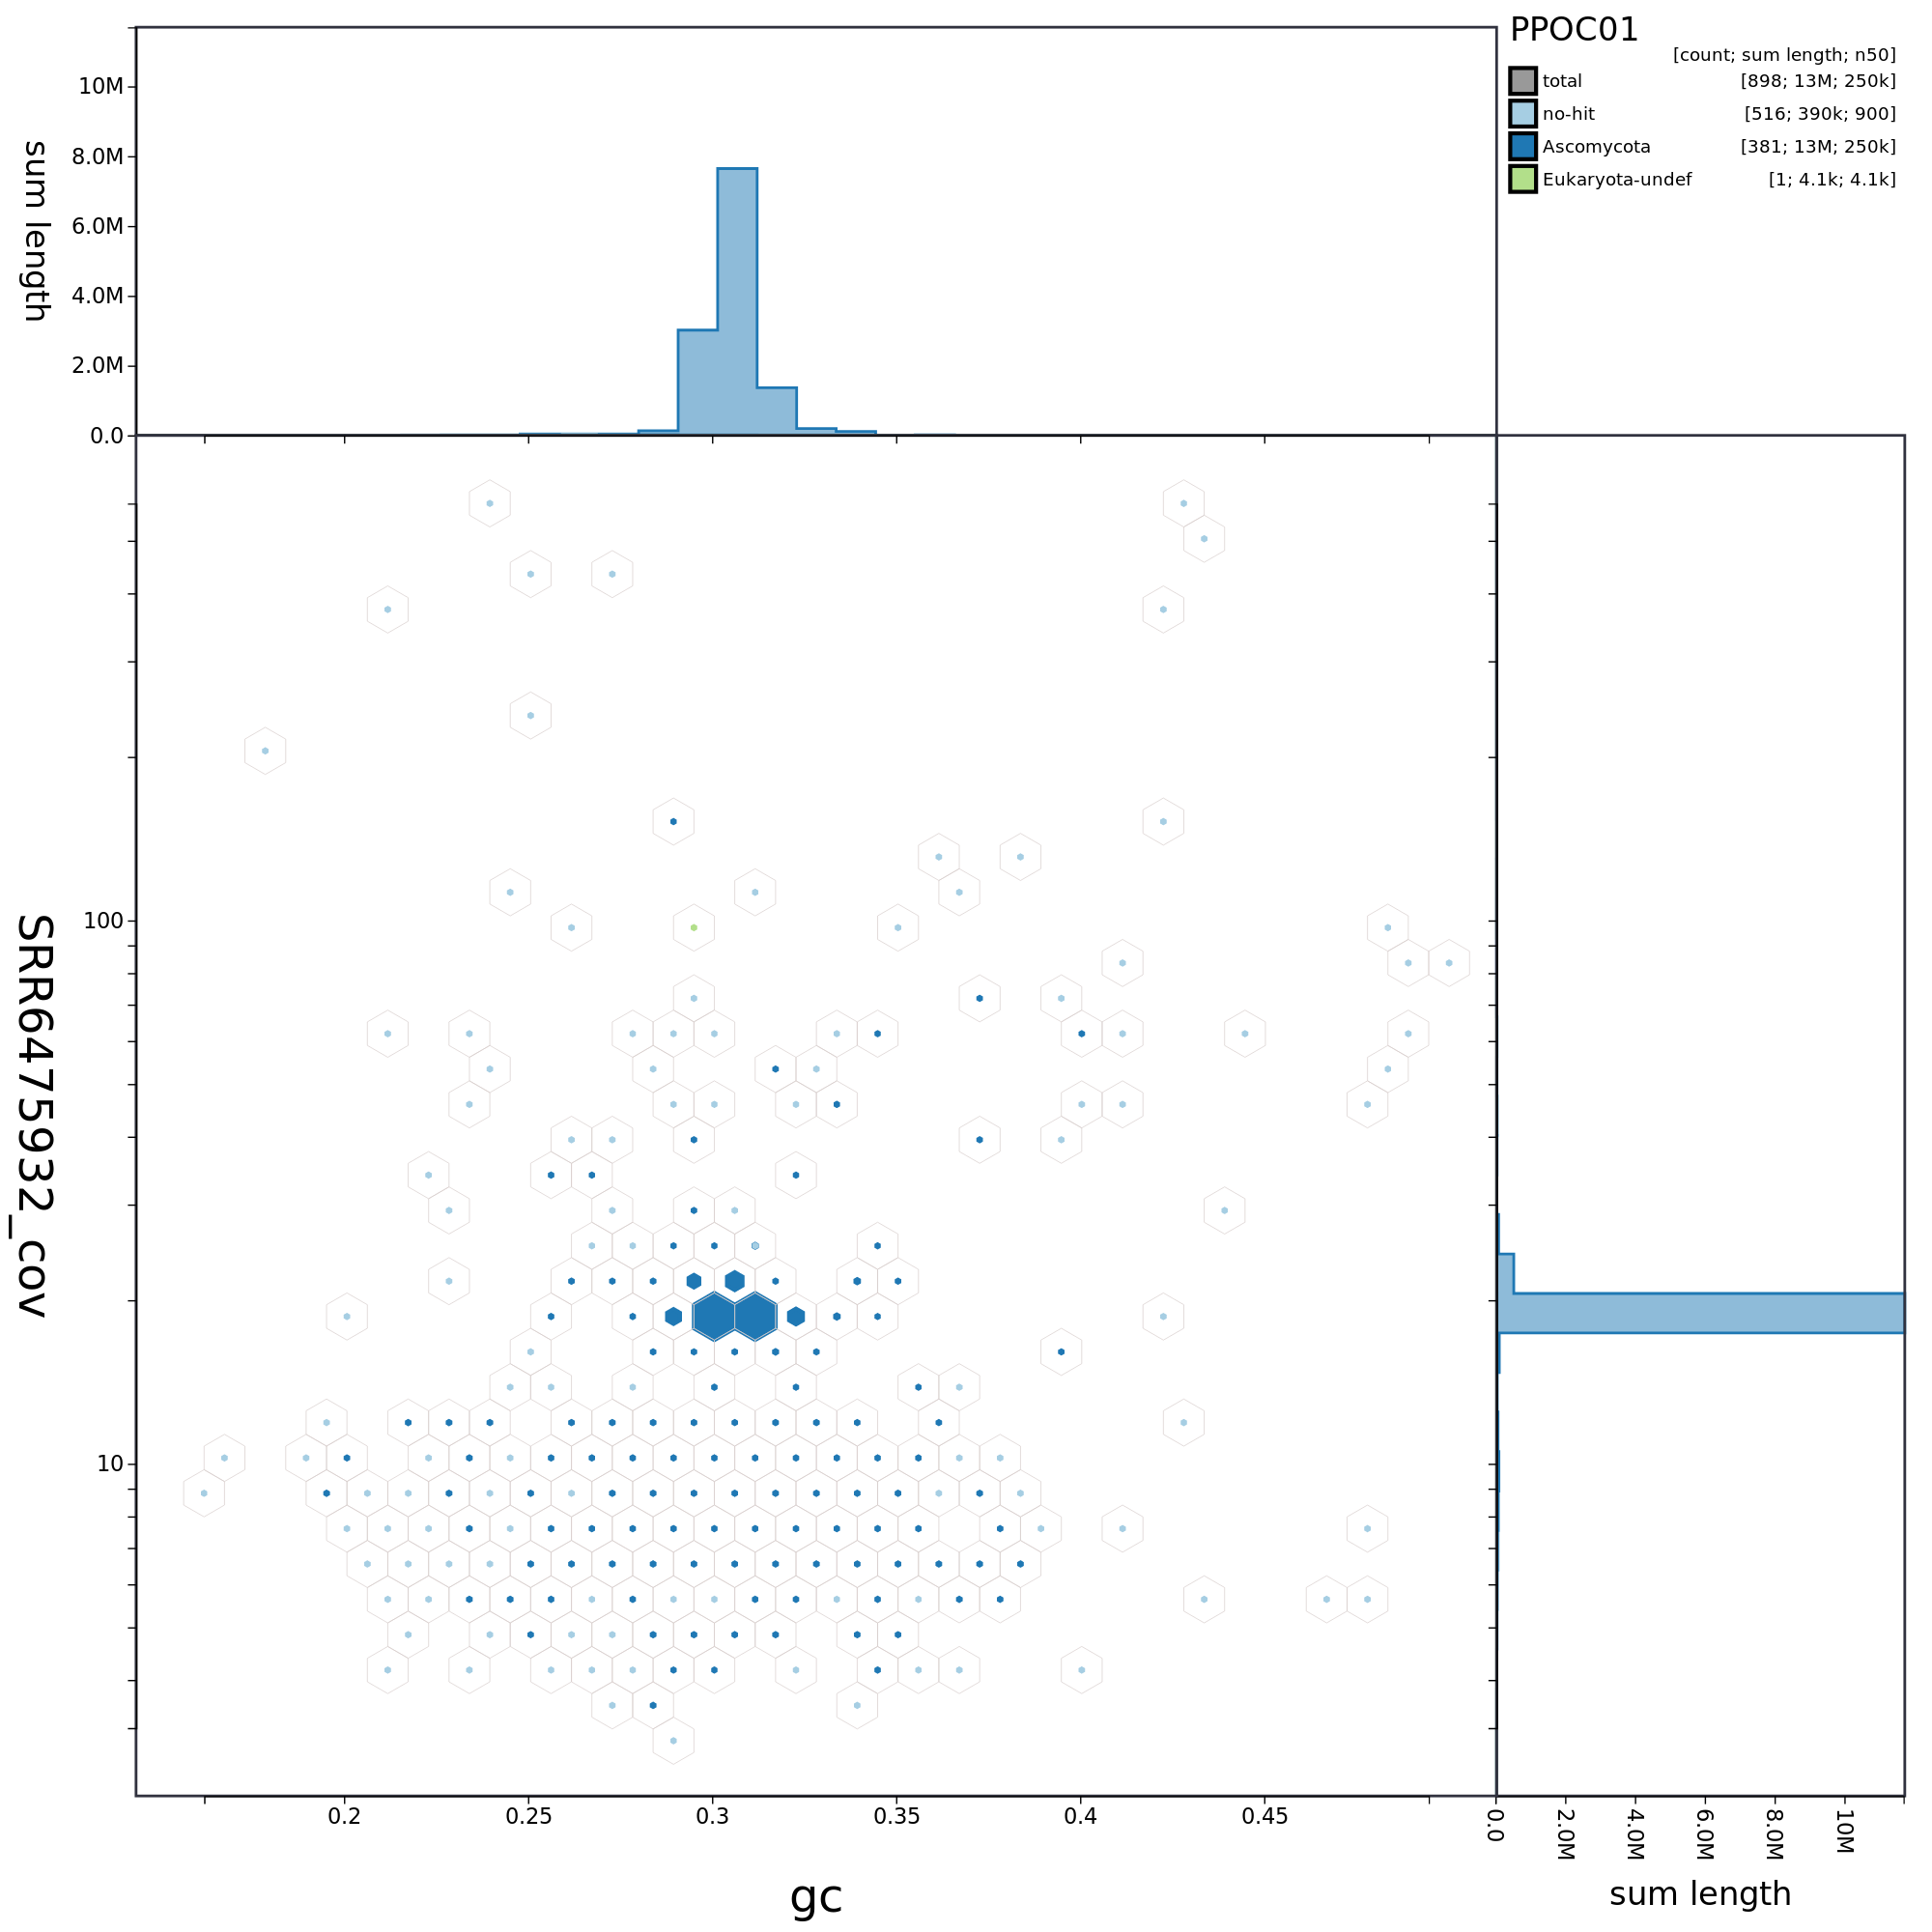 PPOC01
[count; sum length; n50]
total [898; 13M; 250k]
no-hit [516; 390k; 900]
Ascomycota [381; 13M; 250k]
Eukaryota-undef [1; 4.1k; 4.1k]
sum length
10M
8.0M
6.0M
4.0M
2.0M
0.0
SRR6475932_cov
100
10
0.2 0.25 0.3 0.35 0.4 0.45
gc
0.0 2.0M 4.0M 6.0M 8.0M 10M
sum length